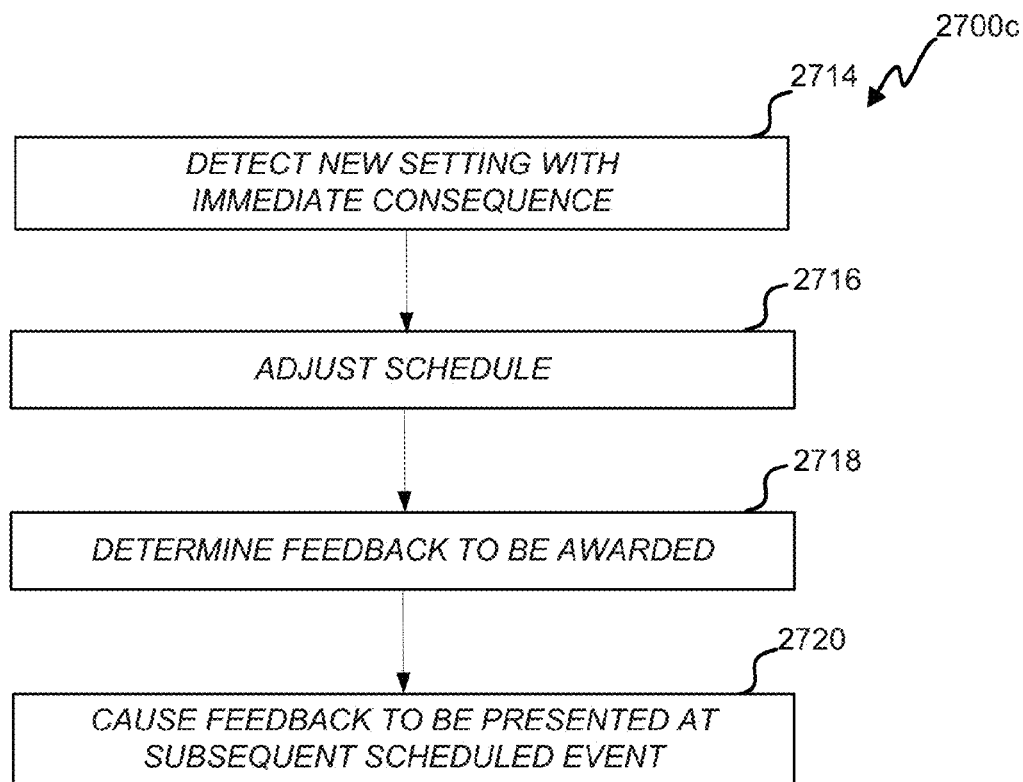 2700c
2714
DETECT NEW SETTING WITH
IMMEDIATE CONSEQUENCE
2716
ADJUST SCHEDULE
2718
DETERMINE FEEDBACK TO BE AWARDED
2720
CAUSE FEEDBACK TO BE PRESENTED AT
SUBSEQUENT SCHEDULED EVENT